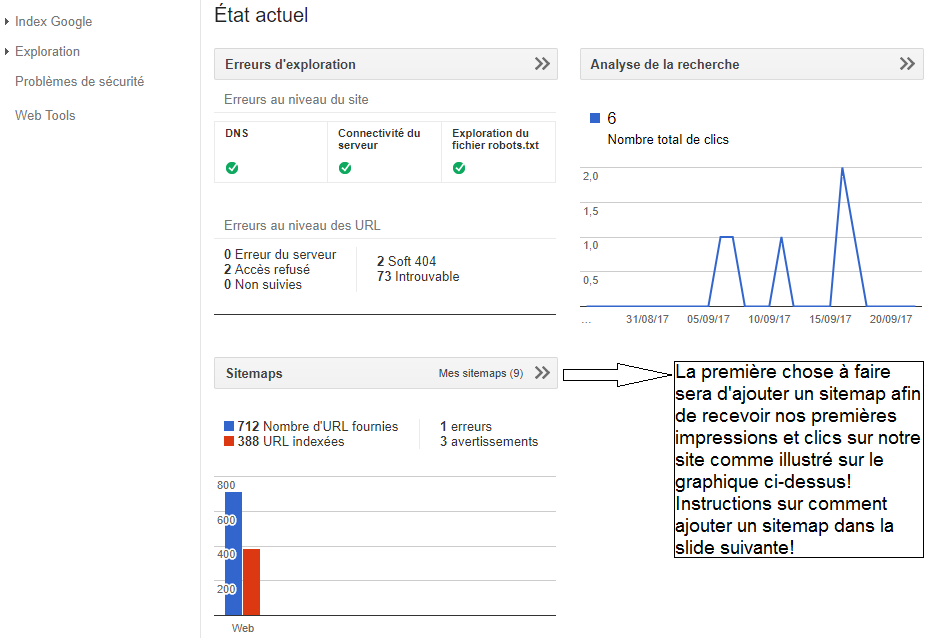 État actuel
Index Google
Exploration
Problèmes de sécurité
Web Tools
Erreurs d'exploration
Erreurs au niveau du site
DNS
Connectivité du
serveur
Exploration du
fichier robots.txt
Erreurs au niveau des URL
0 Erreur du serveur
2 Accès refusé
0 Non suivies
2 Soft 404
73 Introuvable
Analyse de la recherche
6
Nombre total de clics
2,0
1,5
1,0
0,5
... 31/08/17 05/09/17 10/09/17 15/09/17 20/09/17
Sitemaps Mes sitemaps (9)
712 Nombre d'URL fournies
388 URL indexées
1 erreurs
3 avertissements
800
600
400
200
Web
La première chose à faire
sera d'ajouter un sitemap afin
de recevoir nos premières
impressions et clics sur notre
site comme illustré sur le
graphique ci-dessus!
Instructions sur comment
ajouter un sitemap dans la
slide suivante!